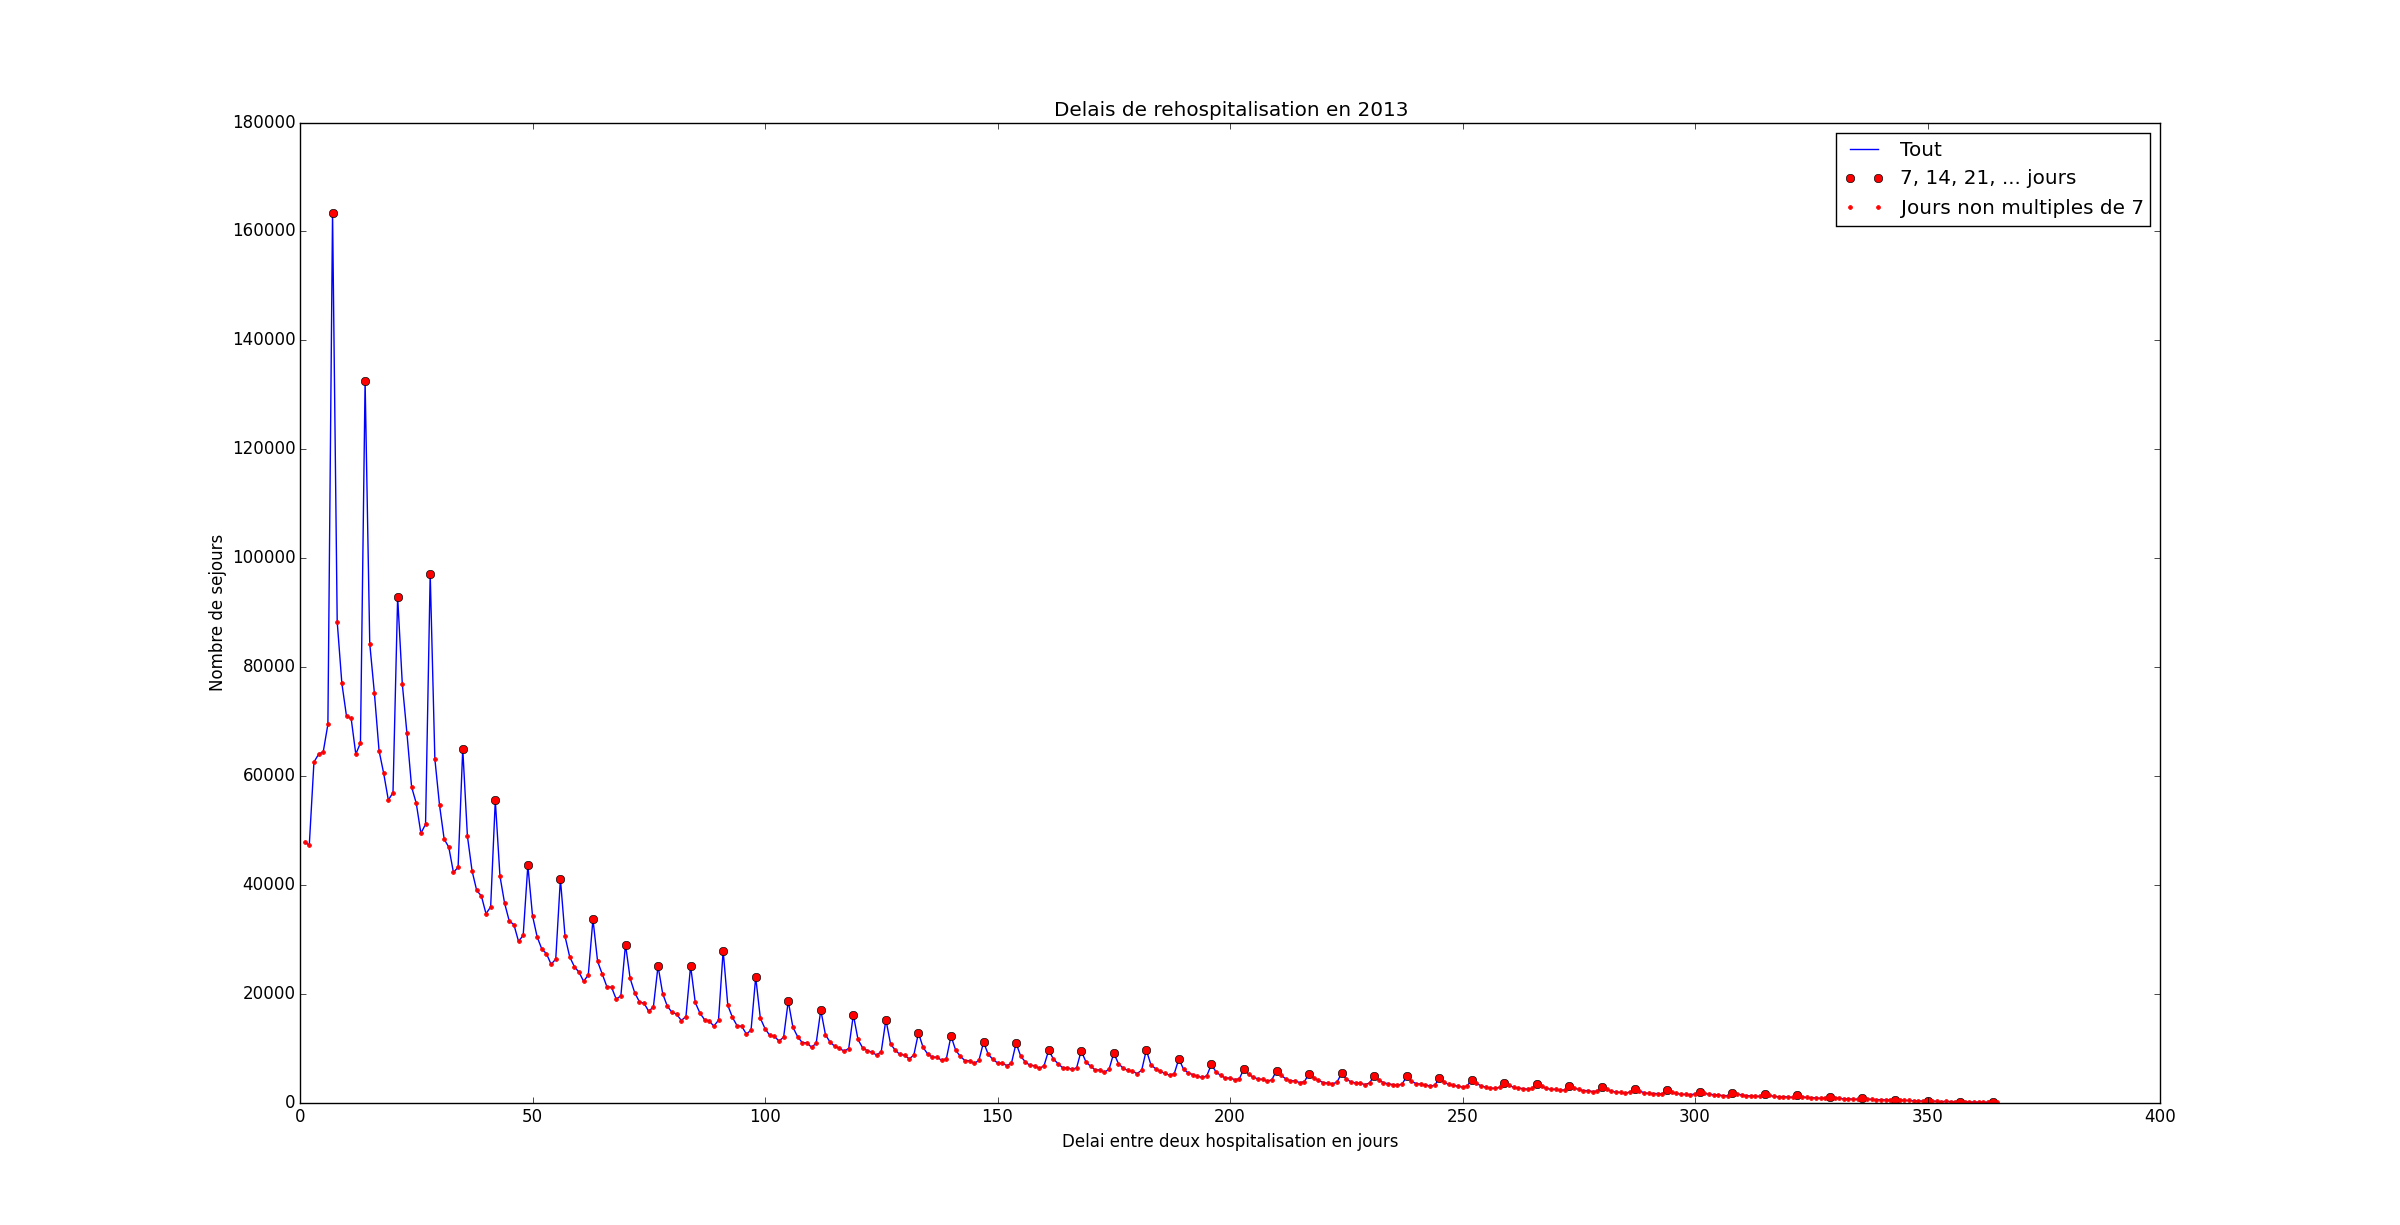 Delais de rehospitalisation en 2013
180000
160000
140000
120000
100000
80000
60000
40000
20000
0
Nombre de sejours
Tout
7, 14, 21, ... jours
Jours non multiples de 7
0 50 100 150 200 250 300 350 400
Delai entre deux hospitalisation en jours